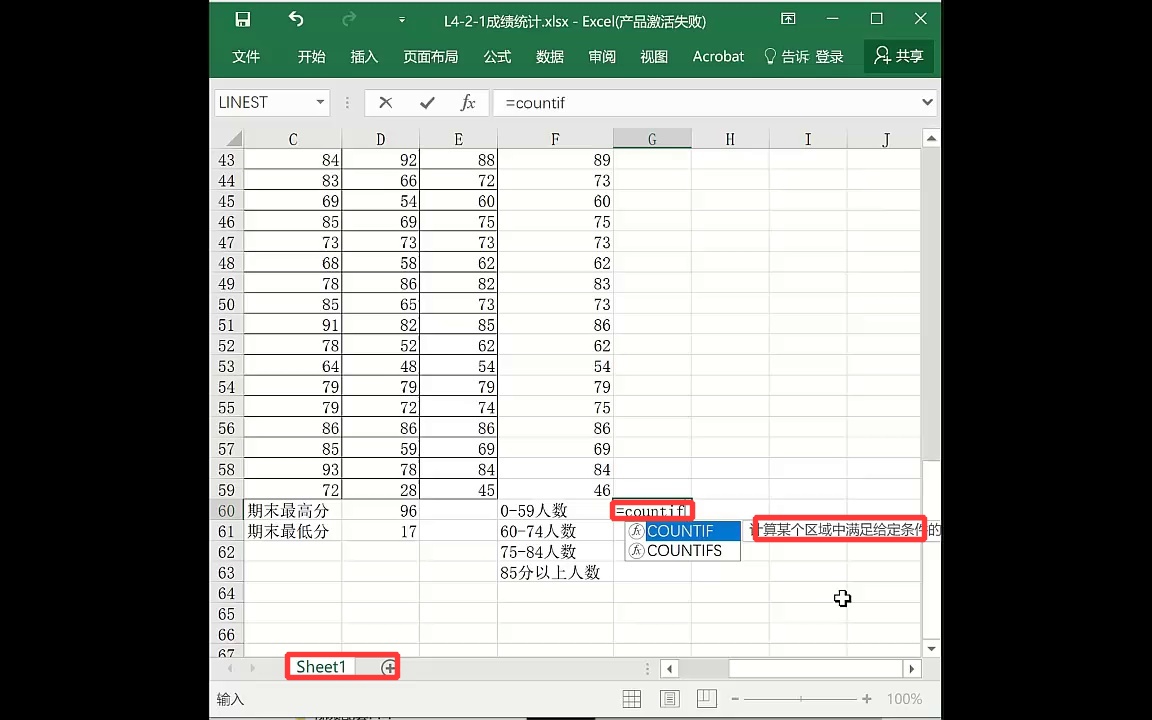 L4-2-1成绩统计.xlsx - Excel(产品激活失败)
文件 开始 插入 页面布局 公式 数据 审阅 视图 Acrobat 告诉 登录 共享
LINEST fx =countif
C D E F G H I J
43 84 92 88 89
44 83 66 72 73
45 69 54 60 60
46 85 69 75 75
47 73 73 73 73
48 68 58 62 62
49 78 86 82 83
50 85 65 73 73
51 91 82 85 86
52 78 52 62 62
53 64 48 54 54
54 79 79 79 79
55 79 72 74 75
56 86 86 86 86
57 85 59 69 69
58 93 78 84 84
59 72 28 45 46
60 期末最高分 96 0-59人数 =countif
61 期末最低分 17 60-74人数 fx COUNTIF 计算某个区域中满足给定条件的
62 75-84人数 fx COUNTIFS
63 85分以上人数
64
65
66
67
Sheet1
输入 100%